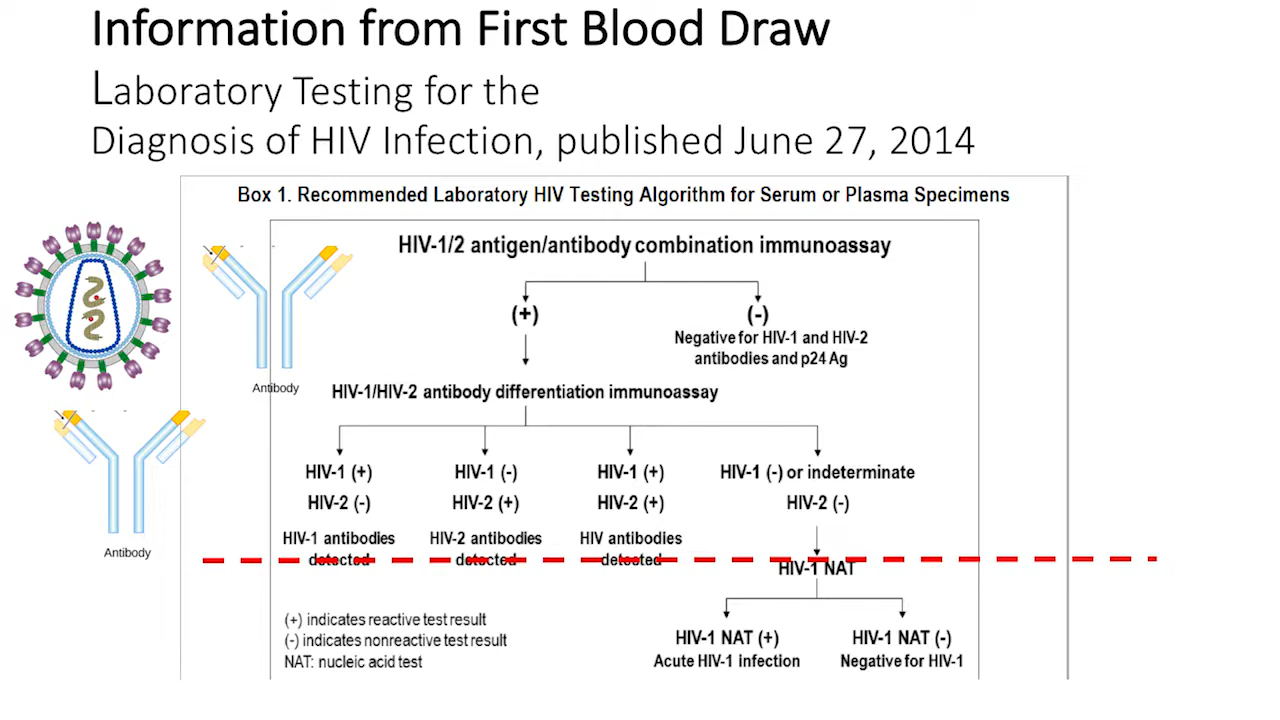 Information from First Blood Draw
Laboratory Testing for the
Diagnosis of HIV Infection, published June 27, 2014
Box 1. Recommended Laboratory HIV Testing Algorithm for Serum or Plasma Specimens
HIV-1/2 antigen/antibody combination immunoassay
(+)
(-)
Negative for HIV-1 and HIV-2
antibodies and p24 Ag
Antibody
HIV-1/HIV-2 antibody differentiation immunoassay
HIV-1 (+)
HIV-2 (-)
HIV-1 antibodies
detected
HIV-1 (-)
HIV-2 (+)
HIV-2 antibodies
detected
HIV-1 (+)
HIV-2 (+)
HIV antibodies
detected
HIV-1 (-) or indeterminate
HIV-2 (-)
Antibody
HIV-1 NAT
HIV-1 NAT (+)
Acute HIV-1 infection
HIV-1 NAT (-)
Negative for HIV-1
(+) indicates reactive test result
(-) indicates nonreactive test result
NAT: nucleic acid test